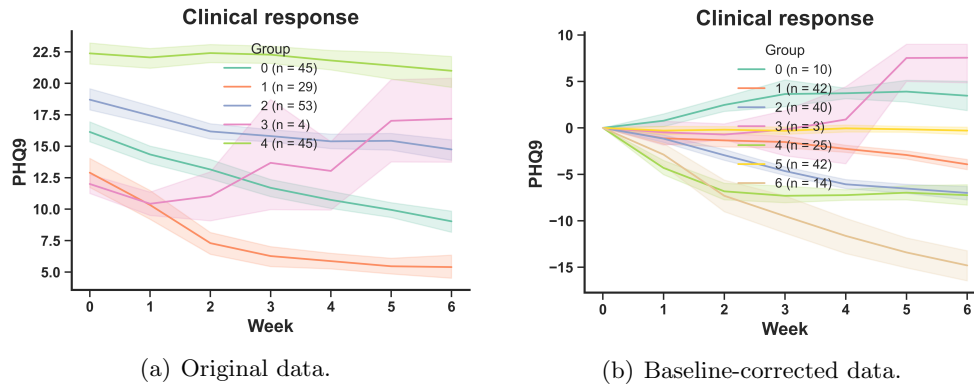 Clinical response
PHQ9
22.5
20.0
17.5
15.0
12.5
10.0
7.5
5.0
Group
0 (n = 45)
1 (n = 29)
2 (n = 53)
3 (n = 4)
4 (n = 45)
0 1 2 3 4 5 6
Week
(a) Original data.
Clinical response
PHQ9
10
5
0
−5
−10
−15
Group
0 (n = 10)
1 (n = 42)
2 (n = 40)
3 (n = 3)
4 (n = 25)
5 (n = 42)
6 (n = 14)
0 1 2 3 4 5 6
Week
(b) Baseline-corrected data.